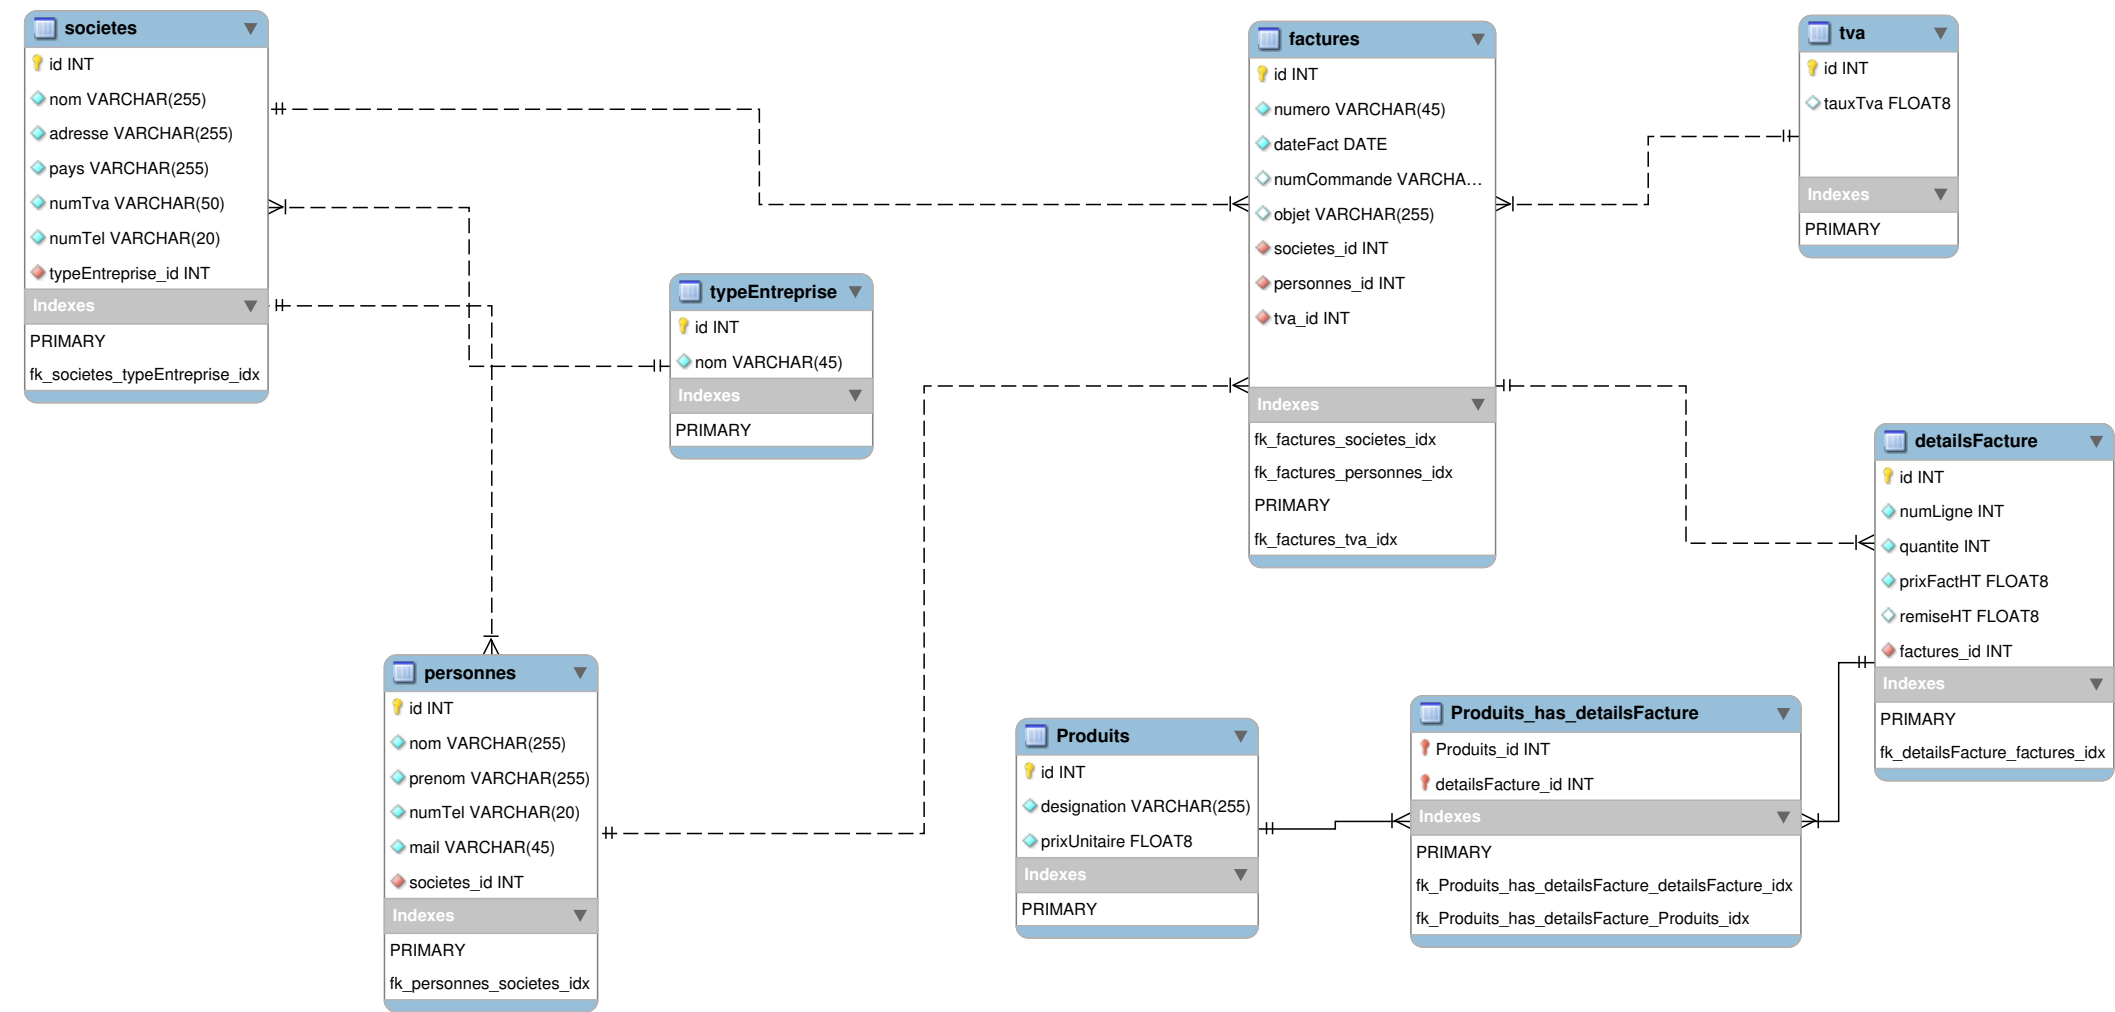 societes
id INT
nom VARCHAR(255)
adresse VARCHAR(255)
pays VARCHAR(255)
numTva VARCHAR(50)
numTel VARCHAR(20)
typeEntreprise_id INT
Indexes
PRIMARY
fk_societes_typeEntreprise_idx
typeEntreprise
id INT
nom VARCHAR(45)
Indexes
PRIMARY
personnes
id INT
nom VARCHAR(255)
prenom VARCHAR(255)
numTel VARCHAR(20)
mail VARCHAR(45)
societes_id INT
Indexes
PRIMARY
fk_personnes_societes_idx
factures
id INT
numero VARCHAR(45)
dateFact DATE
numCommande VARCHA...
objet VARCHAR(255)
societes_id INT
personnes_id INT
tva_id INT
Indexes
fk_factures_societes_idx
fk_factures_personnes_idx
PRIMARY
fk_factures_tva_idx
tva
id INT
tauxTva FLOAT8
Indexes
PRIMARY
detailsFacture
id INT
numLigne INT
quantite INT
prixFactHT FLOAT8
remiseHT FLOAT8
factures_id INT
Indexes
PRIMARY
fk_detailsFacture_factures_idx
Produits
id INT
designation VARCHAR(255)
prixUnitaire FLOAT8
Indexes
PRIMARY
Produits_has_detailsFacture
Produits_id INT
detailsFacture_id INT
Indexes
PRIMARY
fk_Produits_has_detailsFacture_detailsFacture_idx
fk_Produits_has_detailsFacture_Produits_idx